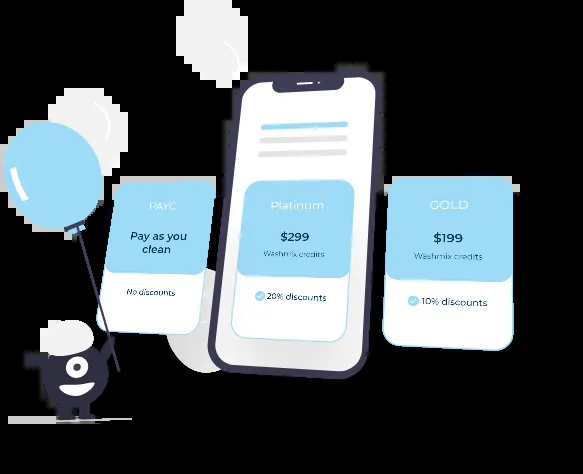 PAYC
Pay as you
clean
No discounts
Platinum
$299
Washmix credits
20% discounts
GOLD
$199
Washmix credits
10% discounts